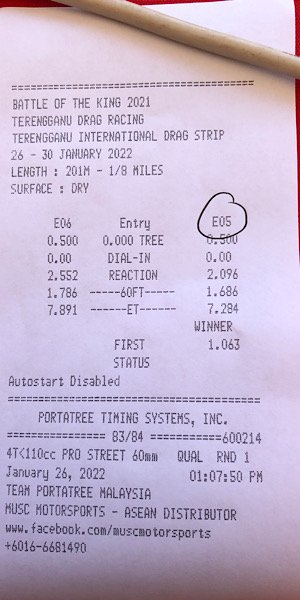 ========================================
BATTLE OF THE KING 2021
TERENGGANU DRAG RACING
TERENGGANU INTERNATIONAL DRAG STRIP
26 - 30 JANUARY 2022
LENGTH : 201M - 1/8 MILES
SURFACE : DRY
E06 Entry E05
0.500 0.000 TREE 0.500
0.00 DIAL-IN 0.00
2.552 REACTION 2.096
1.786 -----60FT----- 1.686
7.891 ------ET------ 7.284
WINNER
FIRST 1.063
STATUS
Autostart Disabled
========================================
PORTATREE TIMING SYSTEMS, INC.
================ 83/84 ===========600214
4T<110cc PRO STREET 60mm QUAL RND 1
January 26, 2022 01:07:50 PM
TEAM PORTATREE MALAYSIA
MUSC MOTORSPORTS - ASEAN DISTRIBUTOR
www.facebook.com/muscmotorsports
+6016-6681490